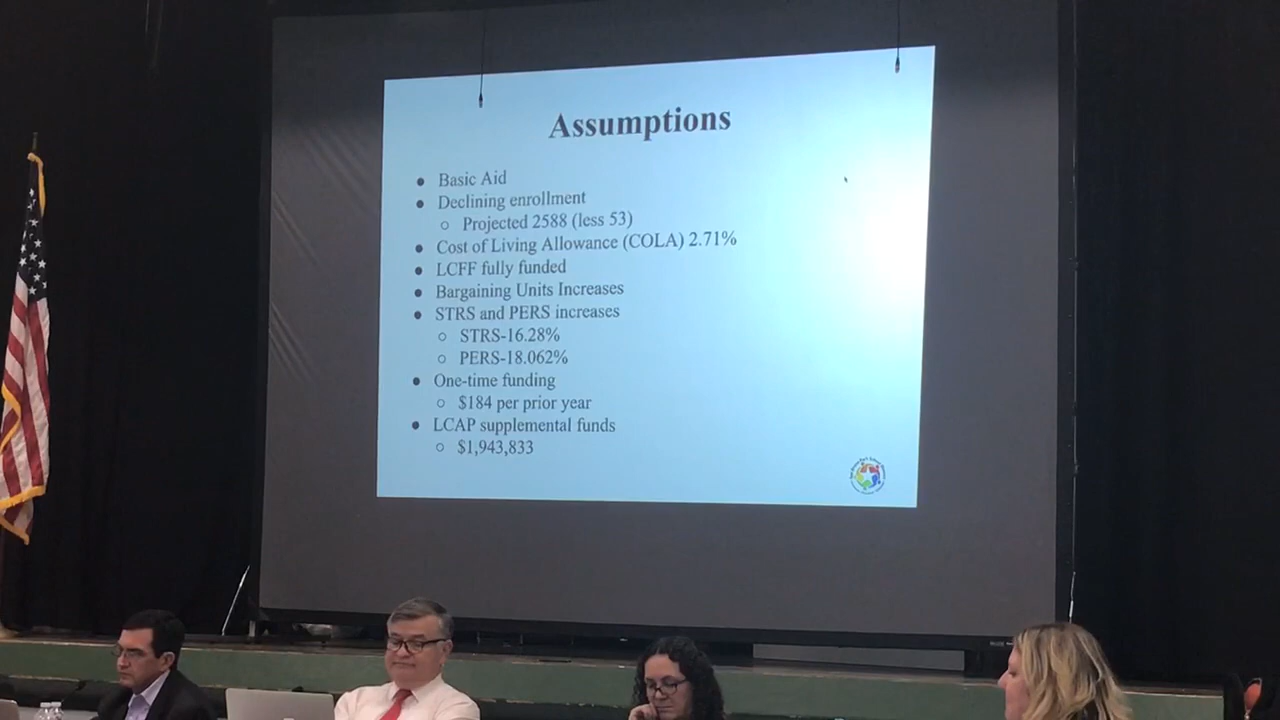 Assumptions
● Basic Aid
● Declining enrollment
○ Projected 2588 (less 53)
● Cost of Living Allowance (COLA) 2.71%
● LCFF fully funded
● Bargaining Units Increases
● STRS and PERS increases
○ STRS-16.28%
○ PERS-18.062%
● One-time funding
○ $184 per prior year
● LCAP supplemental funds
○ $1,943,833